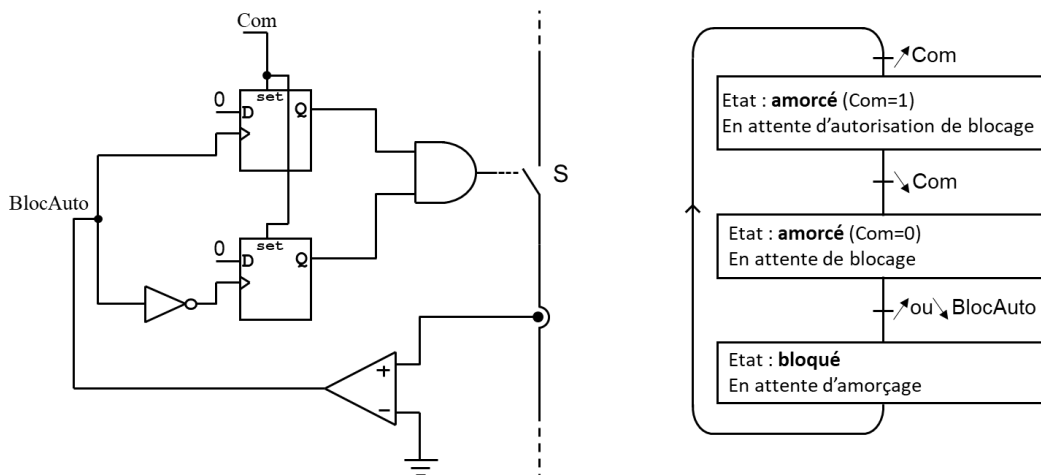 Com
set
0
D
Q
S
BlocAuto
set
0
D
Q
+
−
Com
Etat : amorcé (Com=1)
En attente d'autorisation de blocage
Com
Etat : amorcé (Com=0)
En attente de blocage
ou BlocAuto
Etat : bloqué
En attente d'amorçage